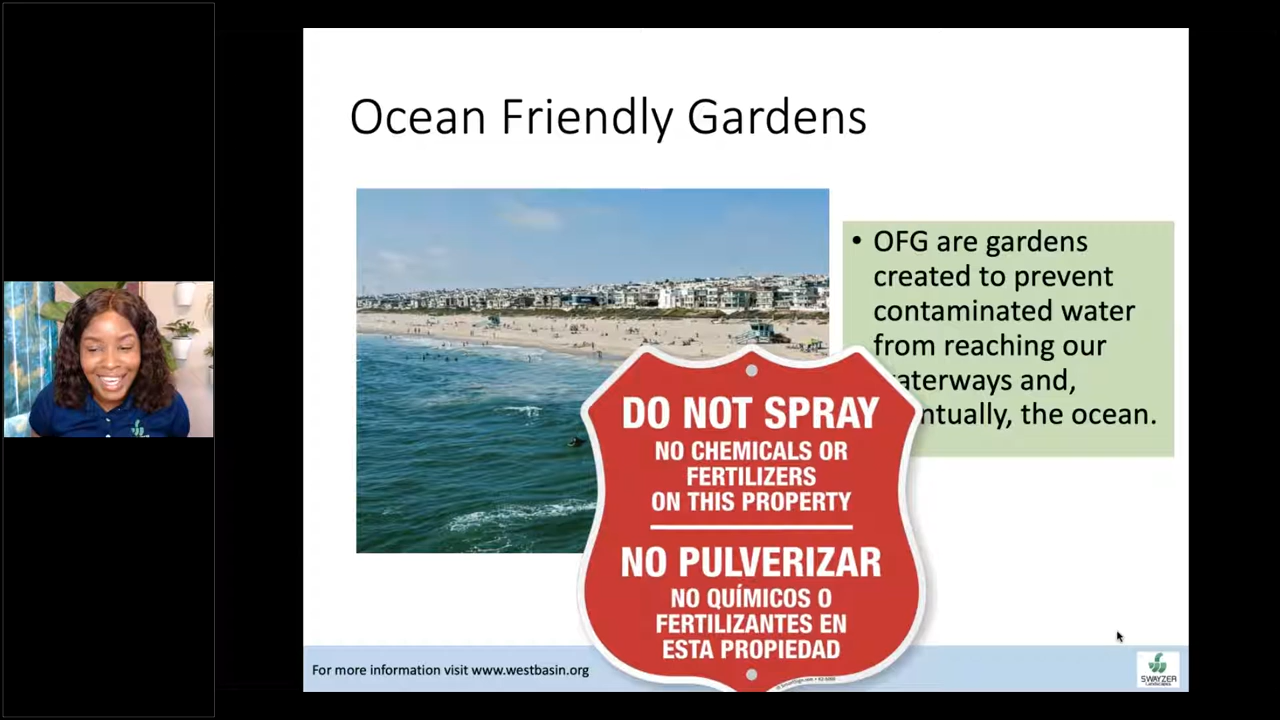 Ocean Friendly Gardens
• OFG are gardens
created to prevent
contaminated water
from reaching our
aterways and,
ntually, the ocean.
DO NOT SPRAY
NO CHEMICALS OR
FERTILIZERS
ON THIS PROPERTY
NO PULVERIZAR
NO QUÍMICOS O
FERTILIZANTES EN
ESTA PROPIEDAD
For more information visit www.westbasin.org
SWAYZER